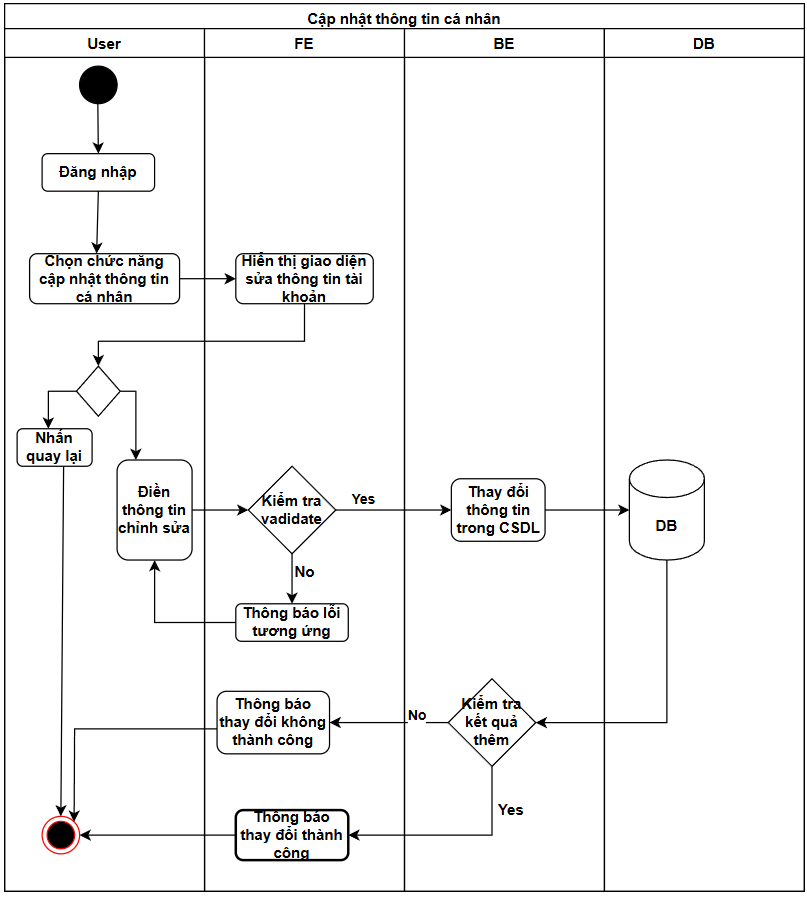 Cập nhật thông tin cá nhân
User
FE
BE
DB
Đăng nhập
Chọn chức năng
cập nhật thông tin
cá nhân
Hiển thị giao diện
sửa thông tin tài
khoản
Nhấn
quay lại
Điền
thông tin
chỉnh sửa
Kiểm tra
vadidate
Yes
Thay đổi
thông tin
trong CSDL
DB
No
Thông báo lỗi
tương ứng
Thông báo
thay đổi không
thành công
No
Kiểm tra
kết quả
thêm
Yes
Thông báo
thay đổi thành
công